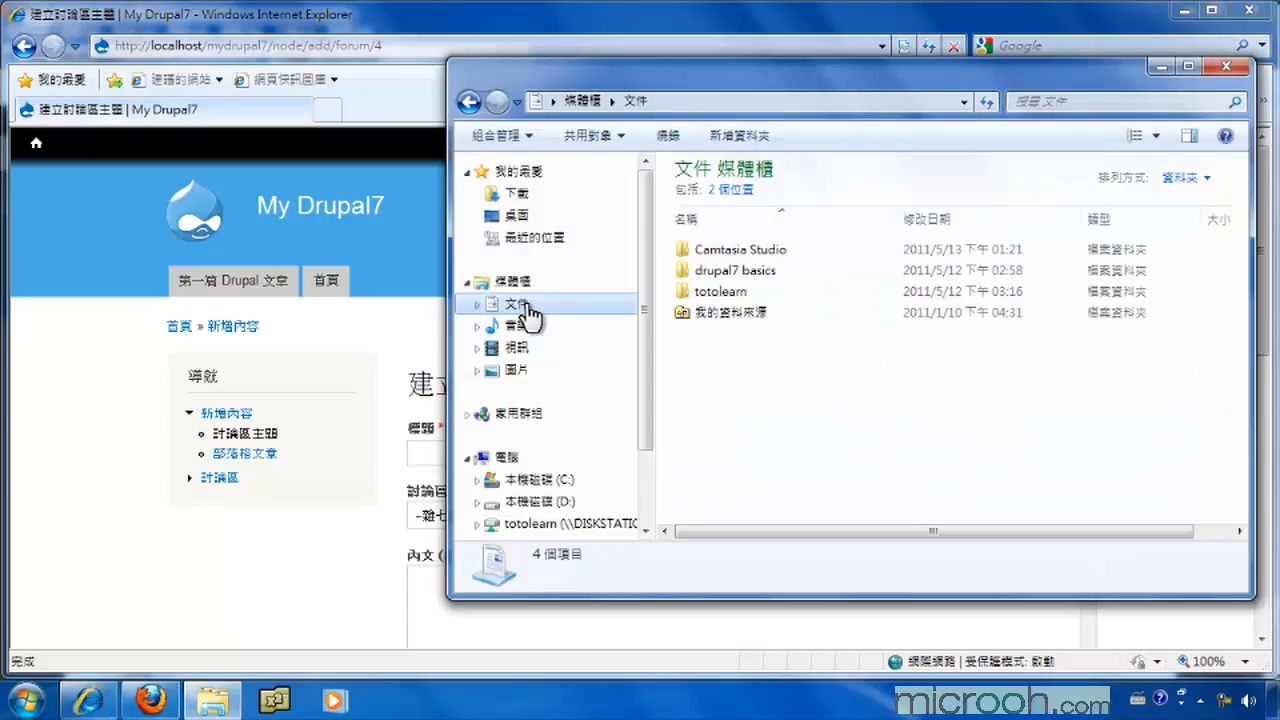 建立討論區主題 | My Drupal7 - Windows Internet Explorer
http://localhost/mydrupal7/node/add/forum/4
Google
我的最愛
建議的網站
網頁快訊圖庫
建立討論區主題 | My Drupal7
My Drupal7
第一篇 Drupal 文章
首頁
首頁 » 新增內容
導航
新增內容
討論區主題
部落格文章
討論區
標題 *
討論區
內文 (
完成
網際網路 | 受保護模式: 啟動
100%
媒體櫃 文件
搜尋 文件
組合管理
共用對象
燒錄
新增資料夾
我的最愛
下載
桌面
最近的位置
媒體櫃
文件
視訊
圖片
家用群組
電腦
本機磁碟 (C:)
本機磁碟 (D:)
totolearn (\\DISKSTATIO
文件 媒體櫃
包括: 2 個位置
排列方式: 資料夾
名稱 修改日期 類型 大小
Camtasia Studio 2011/5/13 下午 01:21 檔案資料夾
drupal7 basics 2011/5/12 下午 02:58 檔案資料夾
totolearn 2011/5/12 下午 03:16 檔案資料夾
我的資料來源 2011/1/10 下午 04:31 檔案資料夾
4 個項目
microoh.com